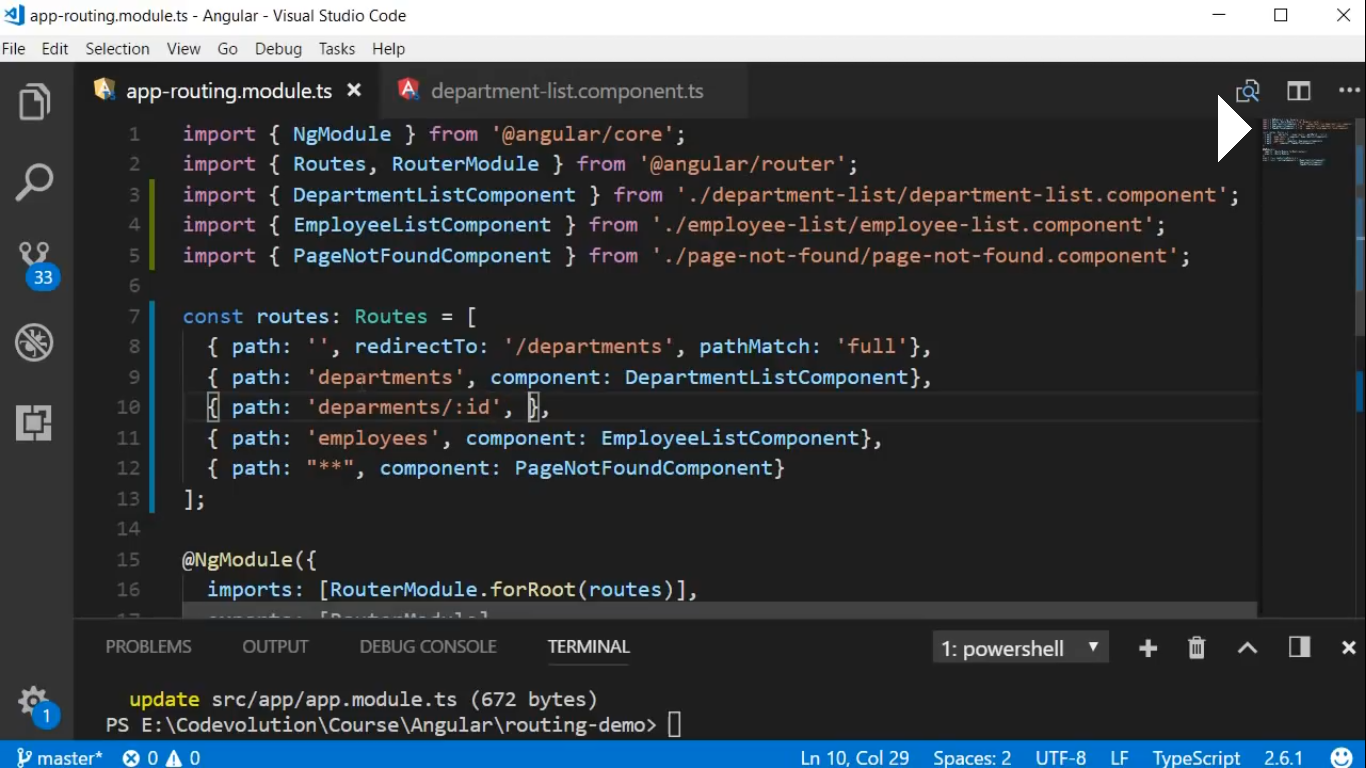 app-routing.module.ts - Angular - Visual Studio Code
File Edit Selection View Go Debug Tasks Help
app-routing.module.ts department-list.component.ts
1 import { NgModule } from '@angular/core';
2 import { Routes, RouterModule } from '@angular/router';
3 import { DepartmentListComponent } from './department-list/department-list.component';
4 import { EmployeeListComponent } from './employee-list/employee-list.component';
5 import { PageNotFoundComponent } from './page-not-found/page-not-found.component';
6
7 const routes: Routes = [
8 { path: '', redirectTo: '/departments', pathMatch: 'full'},
9 { path: 'departments', component: DepartmentListComponent},
10 { path: 'deparments/:id', },
11 { path: 'employees', component: EmployeeListComponent},
12 { path: "**", component: PageNotFoundComponent}
13 ];
14
15 @NgModule({
16 imports: [RouterModule.forRoot(routes)],
33
PROBLEMS OUTPUT DEBUG CONSOLE TERMINAL 1: powershell
update src/app/app.module.ts (672 bytes)
PS E:\Codevolution\Course\Angular\routing-demo>
1
master* 0 0 Ln 10, Col 29 Spaces: 2 UTF-8 LF TypeScript 2.6.1